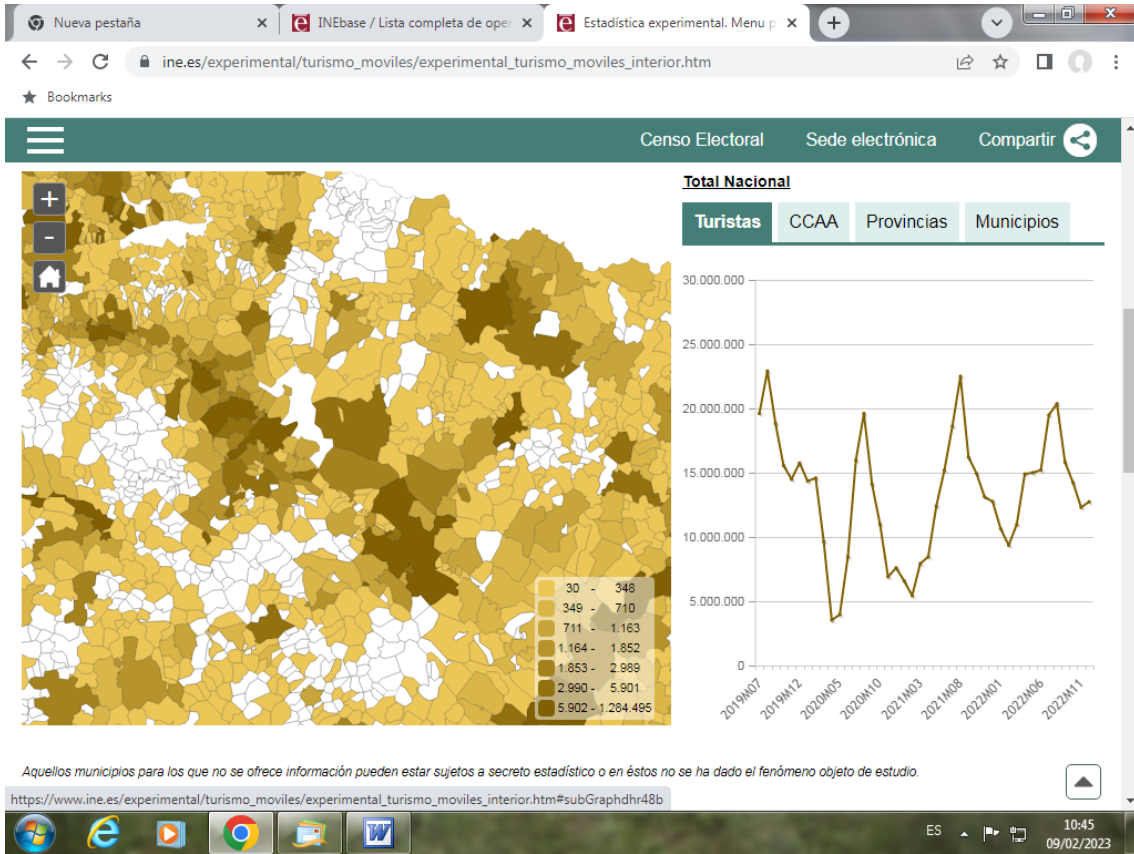 Nueva pestaña
INEbase / Lista completa de oper
Estadística experimental. Menu p
ine.es/experimental/turismo_moviles/experimental_turismo_moviles_interior.htm
Bookmarks
Censo Electoral Sede electrónica Compartir
+
-
Total Nacional
Turistas CCAA Provincias Municipios
30.000.000
25.000.000
20.000.000
15.000.000
10.000.000
5.000.000
0
2019M07 2019M12 2020M05 2020M10 2021M03 2021M08 2022M01 2022M06 2022M11
30 - 348
349 - 710
711 - 1.163
1.164 - 1.852
1.853 - 2.989
2.990 - 5.901
5.902 - 1.284.495
Aquellos municipios para los que no se ofrece información pueden estar sujetos a secreto estadístico o en éstos no se ha dado el fenómeno objeto de estudio.
https://www.ine.es/experimental/turismo_moviles/experimental_turismo_moviles_interior.htm#subGraphdhr48b
ES
10:45
09/02/2023